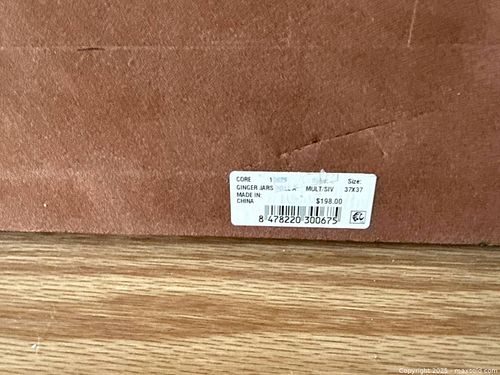 CORE Size:
GINGER JARS MULT/SIV 37X37
MADE IN:
CHINA $198.00
8 478220 300675
Copyright 2025 - maxsold.com